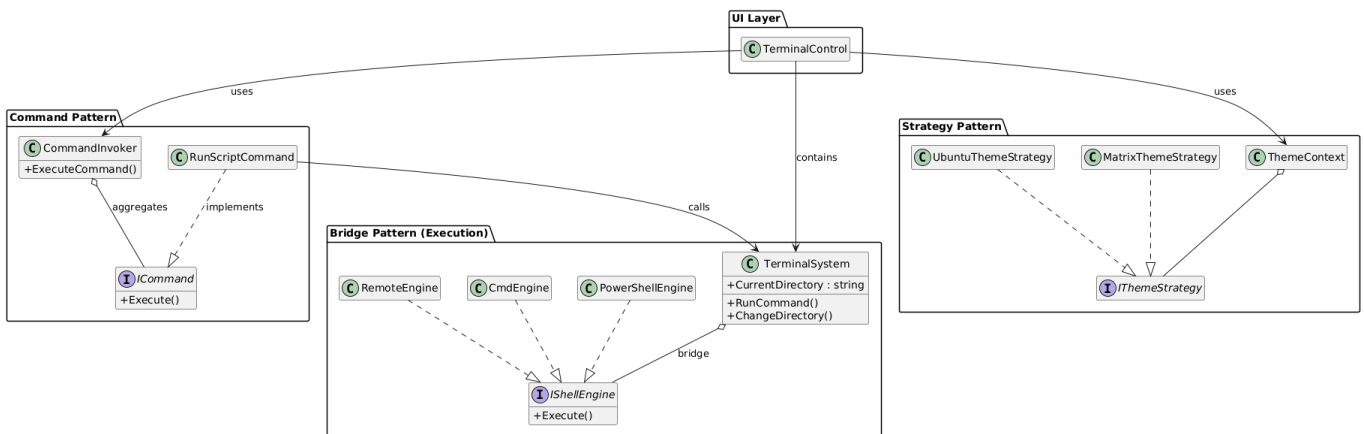 UI Layer
C TerminalControl
uses
contains
uses
Command Pattern
C CommandInvoker
+ExecuteCommand()
C RunScriptCommand
aggregates
implements
I ICommand
+Execute()
calls
Bridge Pattern (Execution)
C RemoteEngine
C CmdEngine
C PowerShellEngine
C TerminalSystem
+CurrentDirectory : string
+RunCommand()
+ChangeDirectory()
bridge
I IShellEngine
+Execute()
Strategy Pattern
C UbuntuThemeStrategy
C MatrixThemeStrategy
C ThemeContext
I IThemeStrategy